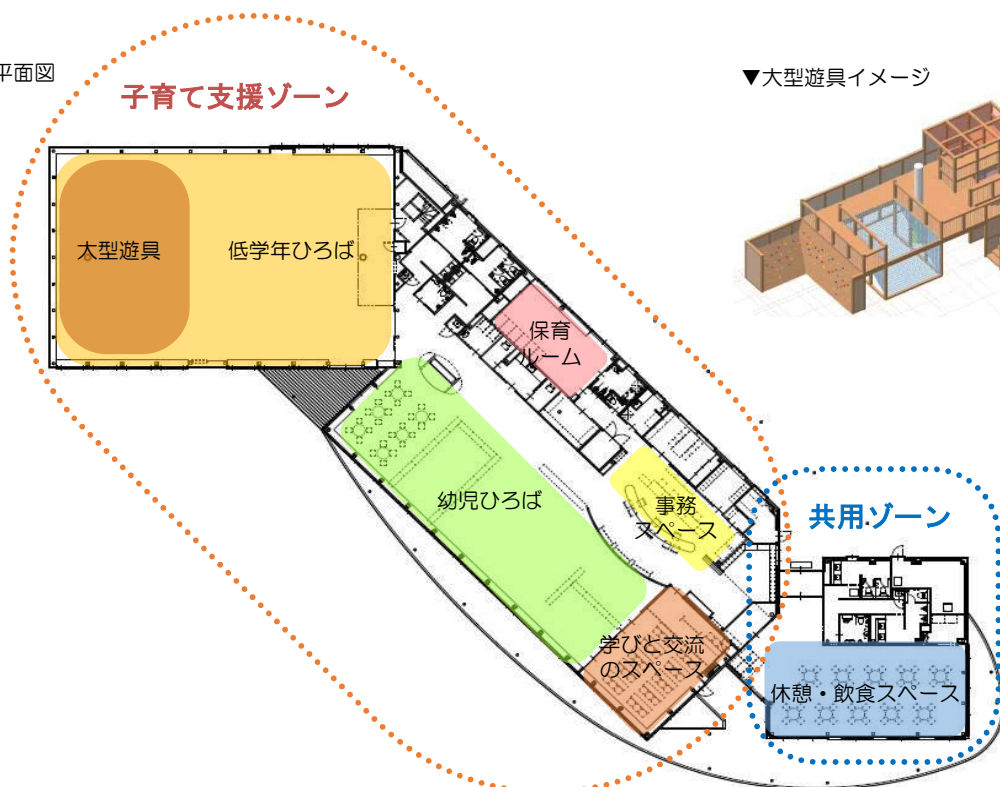 平面図
▼大型遊具イメージ
子育て支援ゾーン
大型遊具
低学年ひろば
保育
ルーム
幼児ひろば
事務
スペース
共用ゾーン
学びと交流
のスペース
休憩・飲食スペース